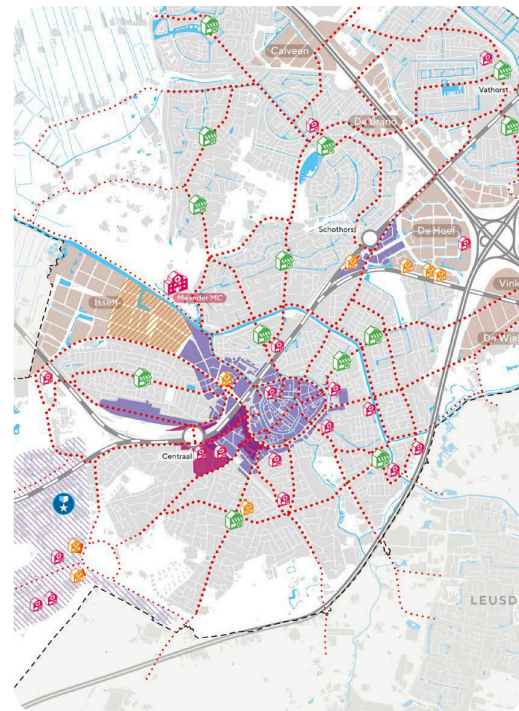 Calveen
Vathorst
De Brand
Schothorst
De Hoef
Isselt
Meander MC
Vink
De Wie
Centraal
LEUSD